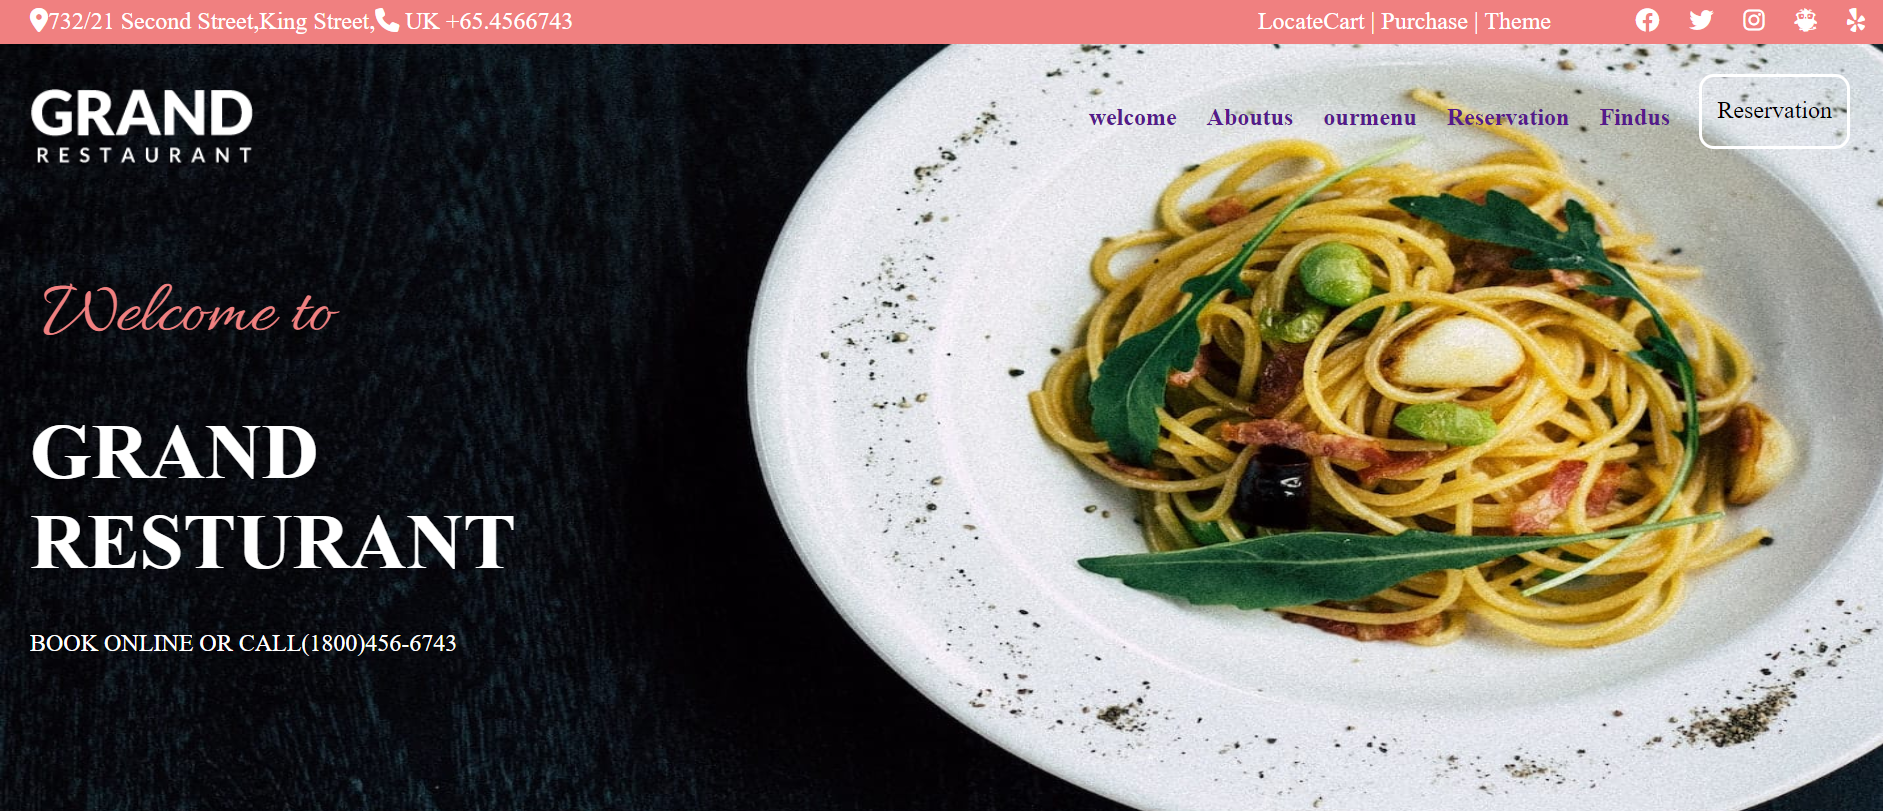 732/21 Second Street,King Street, UK +65.4566743
LocateCart | Purchase | Theme
GRAND
RESTAURANT
welcome Aboutus ourmenu Reservation Findus Reservation
Welcome to
GRAND
RESTURANT
BOOK ONLINE OR CALL(1800)456-6743